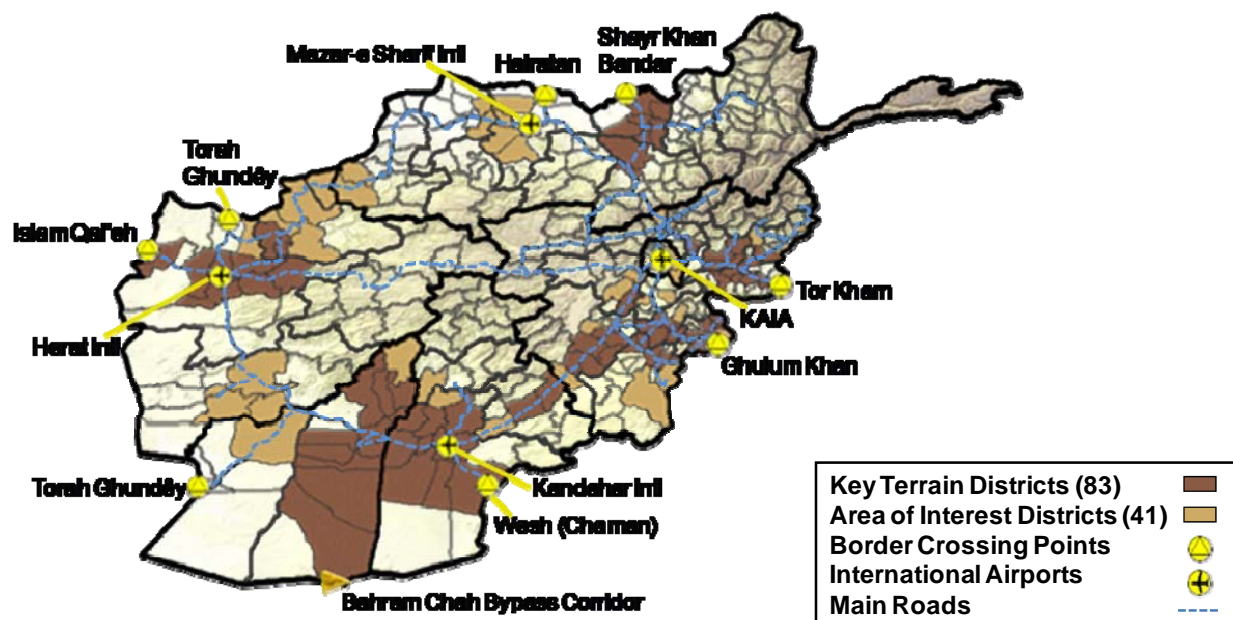 Mazar-e Sharif Intl
Hairatan
Shayr Khan
Bandar
Torah
Ghundêy
Islam Qal'eh
Herat Intl
Tor Kham
KAIA
Ghulum Khan
Torah Ghundêy
Kandahar Intl
Wesh (Chaman)
Bahram Chah Bypass Corridor
Key Terrain Districts (83)
Area of Interest Districts (41)
Border Crossing Points
International Airports
Main Roads